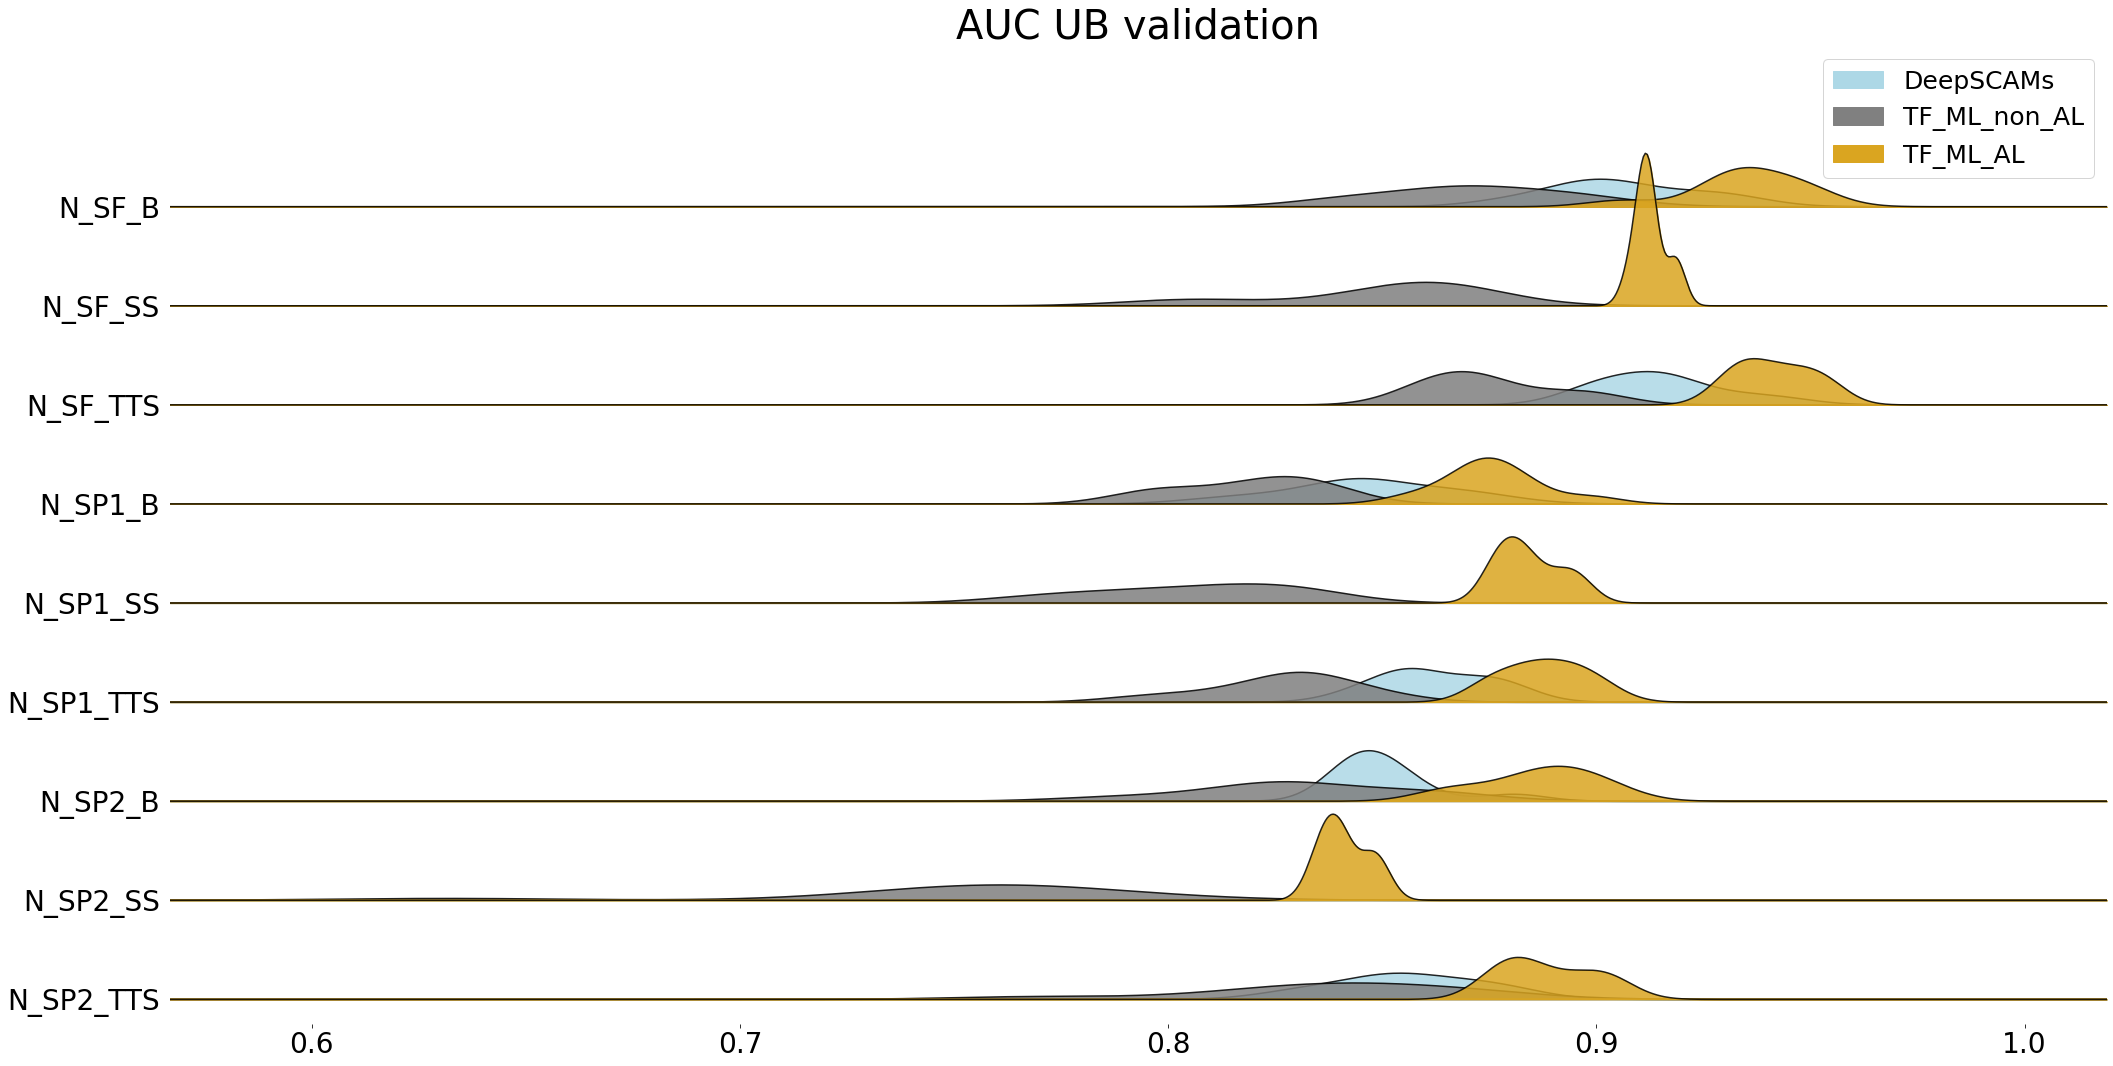 AUC UB validation
DeepSCAMs
TF_ML_non_AL
TF_ML_AL
N_SF_B
N_SF_SS
N_SF_TTS
N_SP1_B
N_SP1_SS
N_SP1_TTS
N_SP2_B
N_SP2_SS
N_SP2_TTS
0.6 0.7 0.8 0.9 1.0